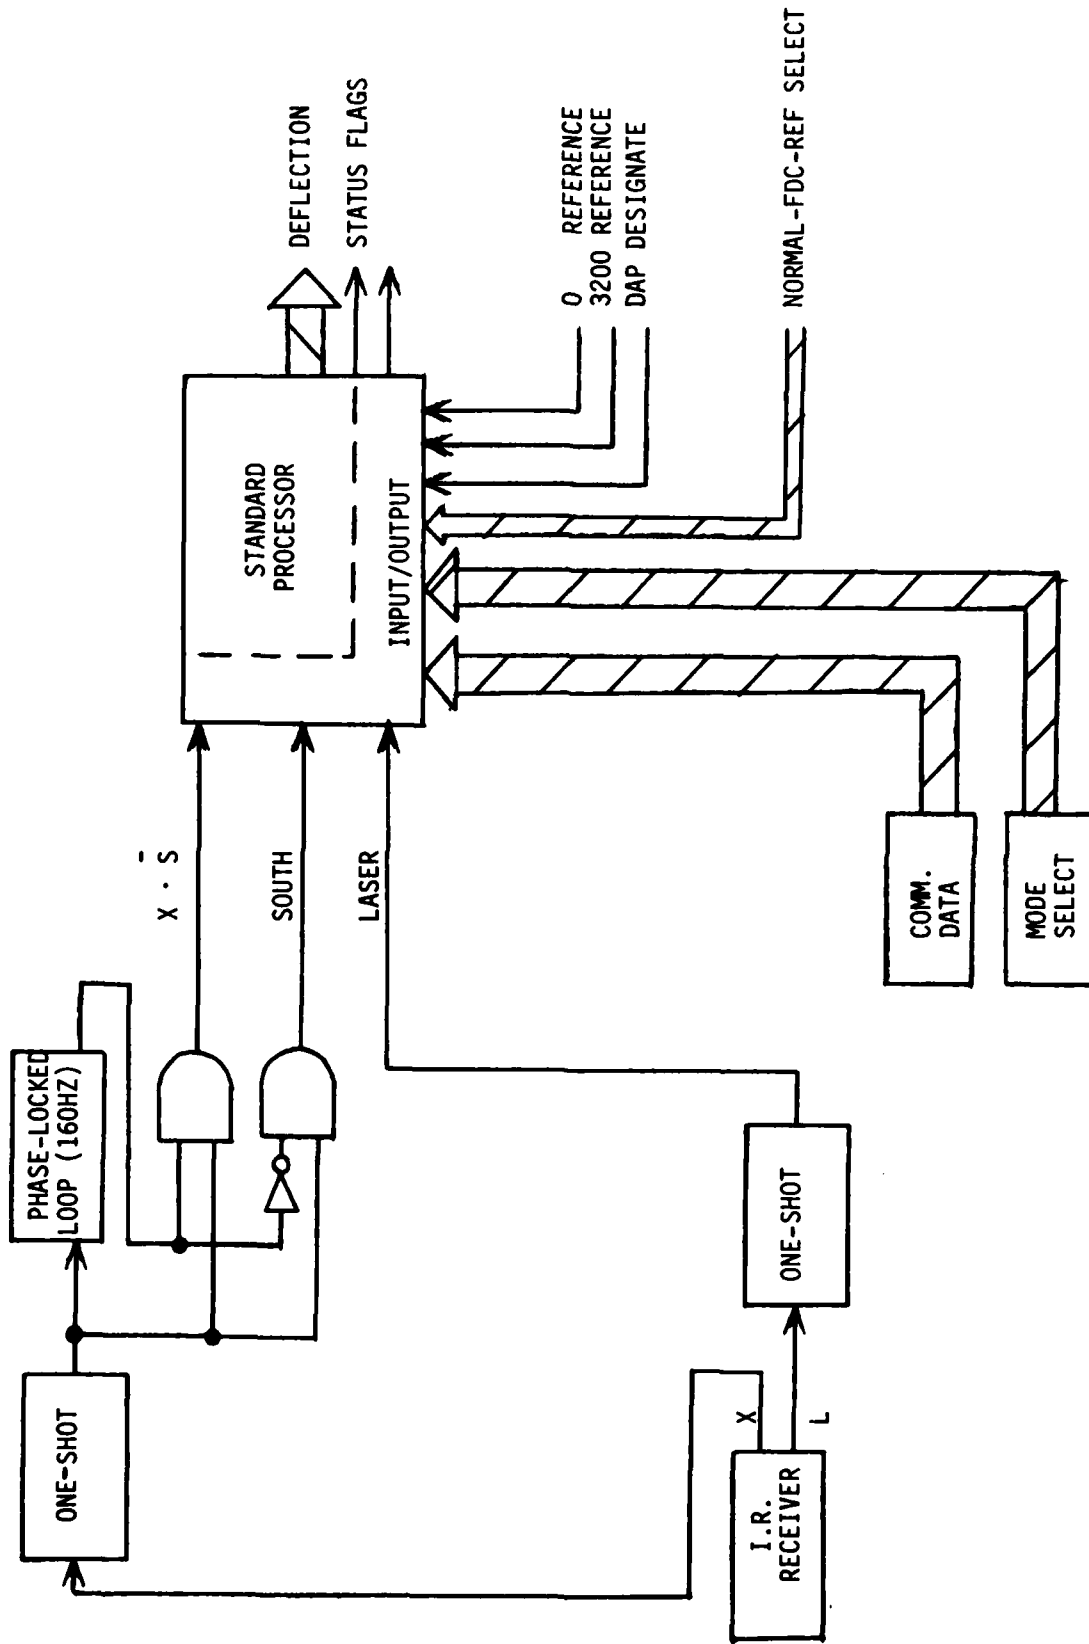 ONE-SHOT
PHASE-LOCKED
LOOP (160HZ)
X · S̄
SOUTH
LASER
STANDARD
PROCESSOR
INPUT/OUTPUT
DEFLECTION
STATUS FLAGS
I.R.
RECEIVER
X
L
ONE-SHOT
COMM.
DATA
MODE
SELECT
0 REFERENCE
3200 REFERENCE
DAP DESIGNATE
NORMAL-FDC-REF SELECT